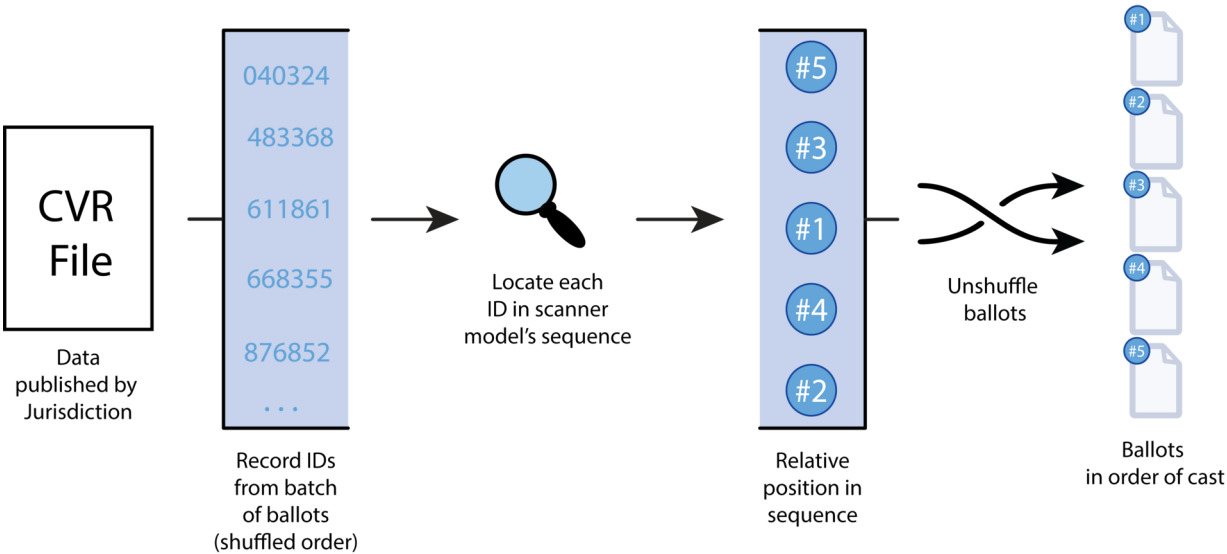 CVR
File
Data
published by
Jurisdiction
040324
483368
611861
668355
876852
...
Record IDs
from batch
of ballots
(shuffled order)
Locate each
ID in scanner
model's sequence
#5
#3
#1
#4
#2
Relative
position in
sequence
Unshuffle
ballots
#1
#2
#3
#4
#5
Ballots
in order of cast